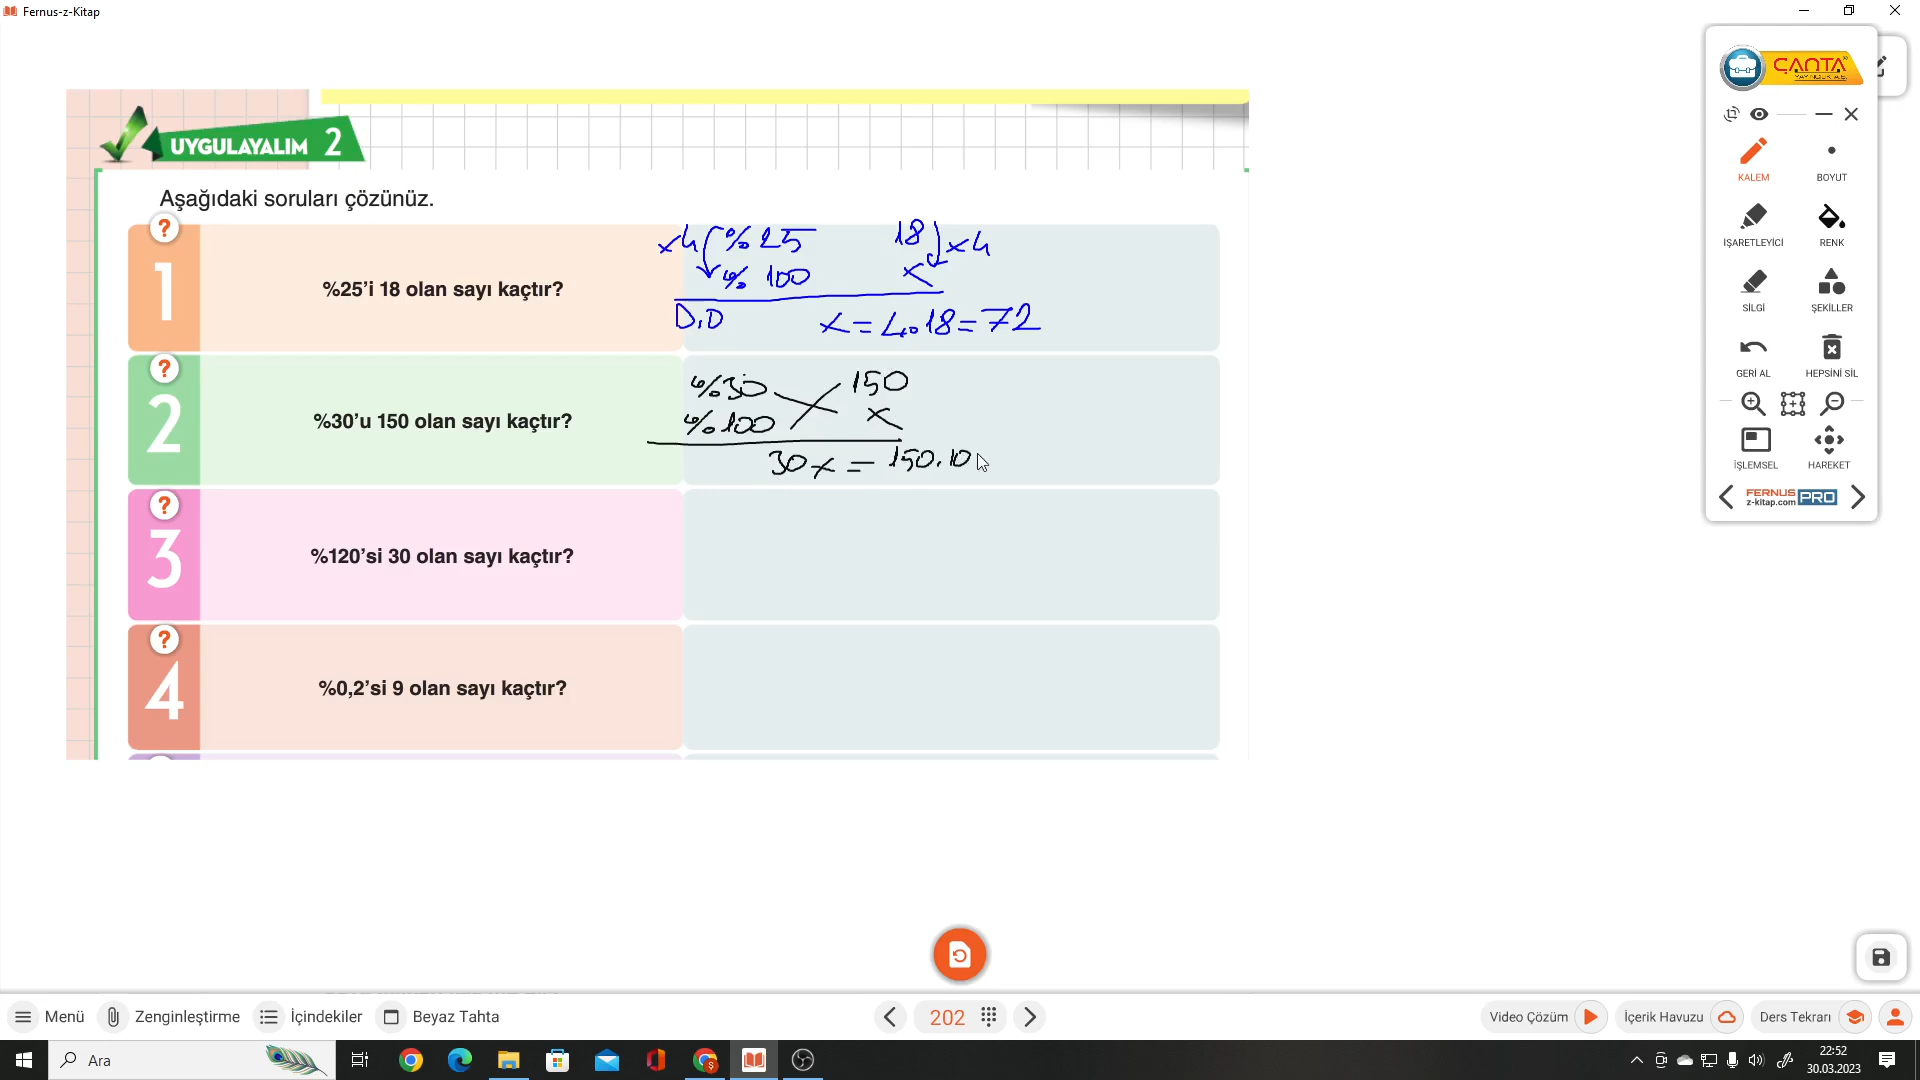 Fernus-z-Kitap
ÇANTA
YAYINCILIK A.Ş.
UYGULAYALIM 2
Aşağıdaki soruları çözünüz.
?
1
%25'i 18 olan sayı kaçtır?
x4 %25 18 x4
%100 x
D.O x = 4.18 = 72
?
2
%30'u 150 olan sayı kaçtır?
%30 150
%100 x
30x = 150.10
?
3
%120'si 30 olan sayı kaçtır?
?
4
%0,2'si 9 olan sayı kaçtır?
KALEM BOYUT
İŞARETLEYİCİ RENK
SİLGİ ŞEKİLLER
GERİ AL HEPSİNİ SİL
İŞLEMSEL HAREKET
FERNUS PRO
z-kitap.com
Menü Zenginleştirme İçindekiler Beyaz Tahta 202 Video Çözüm İçerik Havuzu Ders Tekrarı
Ara
22:52
30.03.2023